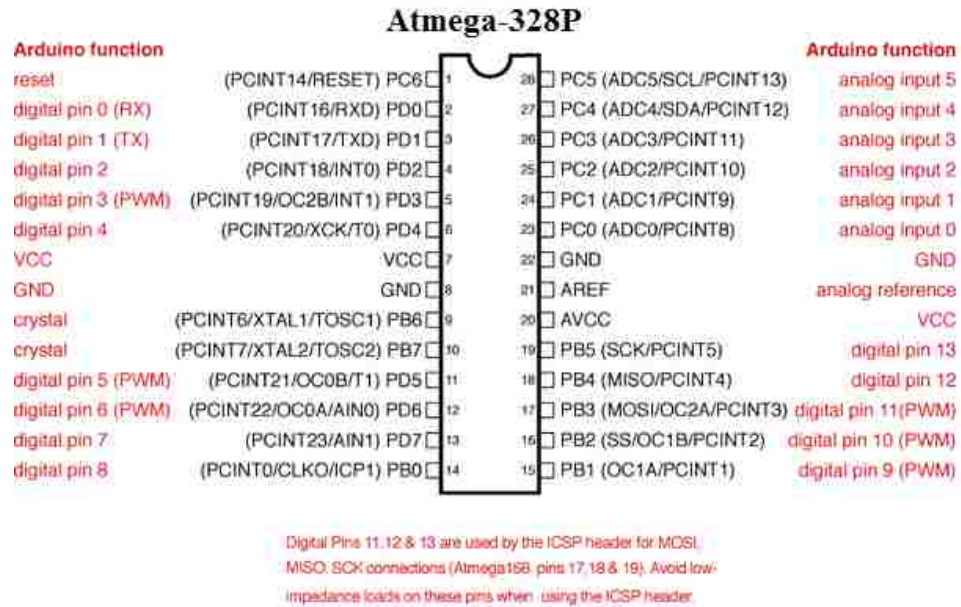 Atmega-328P
Arduino function Arduino function
reset (PCINT14/RESET) PC6 1 28 PC5 (ADC5/SCL/PCINT13) analog input 5
digital pin 0 (RX) (PCINT16/RXD) PD0 2 27 PC4 (ADC4/SDA/PCINT12) analog input 4
digital pin 1 (TX) (PCINT17/TXD) PD1 3 26 PC3 (ADC3/PCINT11) analog input 3
digital pin 2 (PCINT18/INT0) PD2 4 25 PC2 (ADC2/PCINT10) analog input 2
digital pin 3 (PWM) (PCINT19/OC2B/INT1) PD3 5 24 PC1 (ADC1/PCINT9) analog input 1
digital pin 4 (PCINT20/XCK/T0) PD4 6 23 PC0 (ADC0/PCINT8) analog input 0
VCC VCC 7 22 GND GND
GND GND 8 21 AREF analog reference
crystal (PCINT6/XTAL1/TOSC1) PB6 9 20 AVCC VCC
crystal (PCINT7/XTAL2/TOSC2) PB7 10 19 PB5 (SCK/PCINT5) digital pin 13
digital pin 5 (PWM) (PCINT21/OC0B/T1) PD5 11 18 PB4 (MISO/PCINT4) digital pin 12
digital pin 6 (PWM) (PCINT22/OC0A/AIN0) PD6 12 17 PB3 (MOSI/OC2A/PCINT3) digital pin 11(PWM)
digital pin 7 (PCINT23/AIN1) PD7 13 16 PB2 (SS/OC1B/PCINT2) digital pin 10 (PWM)
digital pin 8 (PCINT0/CLKO/ICP1) PB0 14 15 PB1 (OC1A/PCINT1) digital pin 9 (PWM)
Digital Pins 11,12 & 13 are used by the ICSP header for MOSI,
MISO, SCK connections (Atmega168 pins 17,18 & 19). Avoid low-
impedance loads on these pins when using the ICSP header.